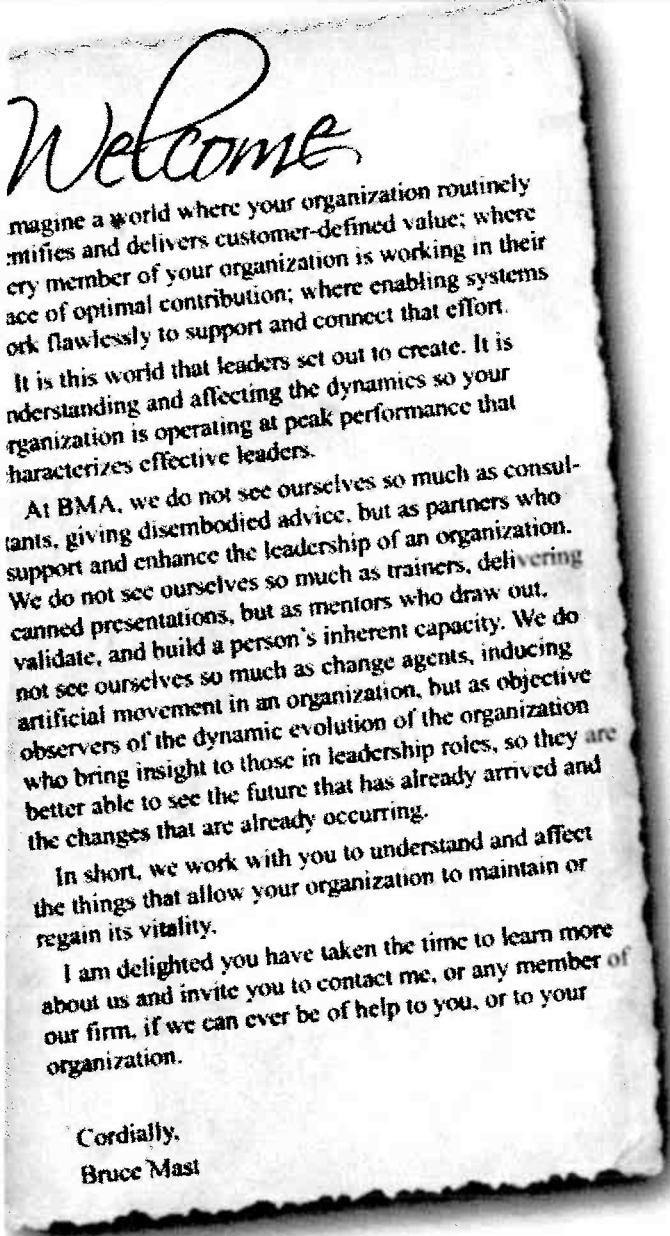 Welcome
magine a world where your organization routinely
ntifies and delivers customer-defined value; where
ery member of your organization is working in their
ace of optimal contribution; where enabling systems
ork flawlessly to support and connect that effort.
It is this world that leaders set out to create. It is
nderstanding and affecting the dynamics so your
rganization is operating at peak performance that
haracterizes effective leaders.
At BMA, we do not see ourselves so much as consul-
tants, giving disembodied advice, but as partners who
support and enhance the leadership of an organization.
We do not see ourselves so much as trainers, delivering
canned presentations, but as mentors who draw out,
validate, and build a person's inherent capacity. We do
not see ourselves so much as change agents, inducing
artificial movement in an organization, but as objective
observers of the dynamic evolution of the organization
who bring insight to those in leadership roles, so they are
better able to see the future that has already arrived and
the changes that are already occurring.
In short, we work with you to understand and affect
the things that allow your organization to maintain or
regain its vitality.
I am delighted you have taken the time to learn more
about us and invite you to contact me, or any member of
our firm, if we can ever be of help to you, or to your
organization.
Cordially,
Bruce Mast